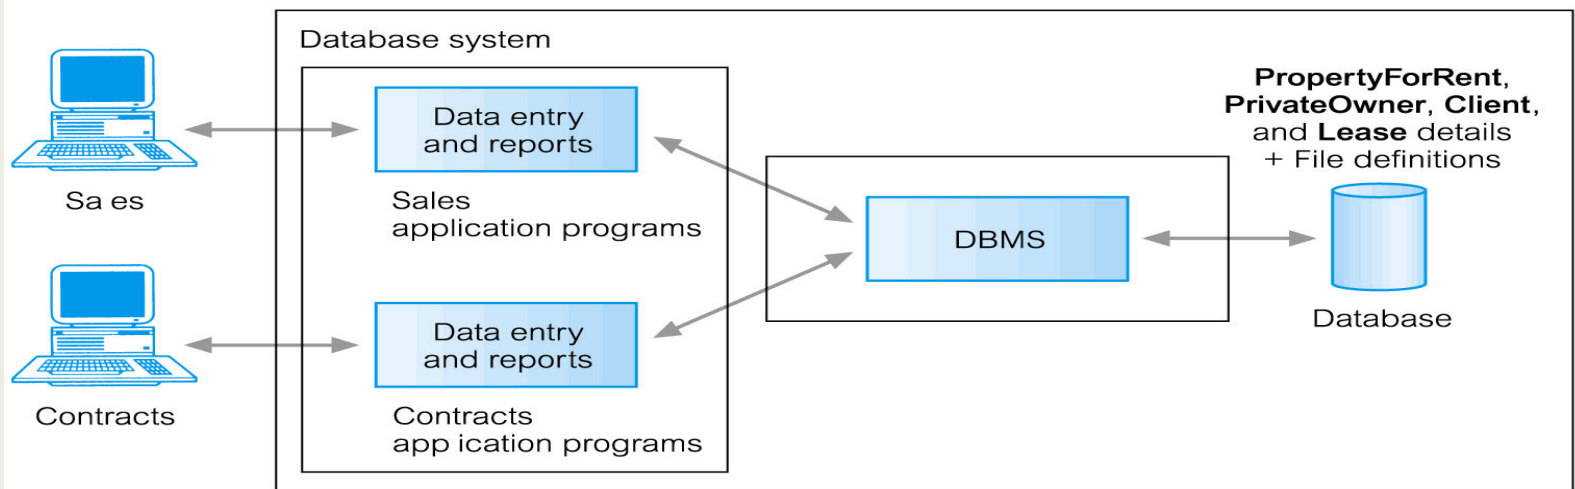 Database system
Sa es
Data entry
and reports
Sales
application programs
Contracts
Data entry
and reports
Contracts
app ication programs
DBMS
PropertyForRent,
PrivateOwner, Client,
and Lease details
+ File definitions
Database